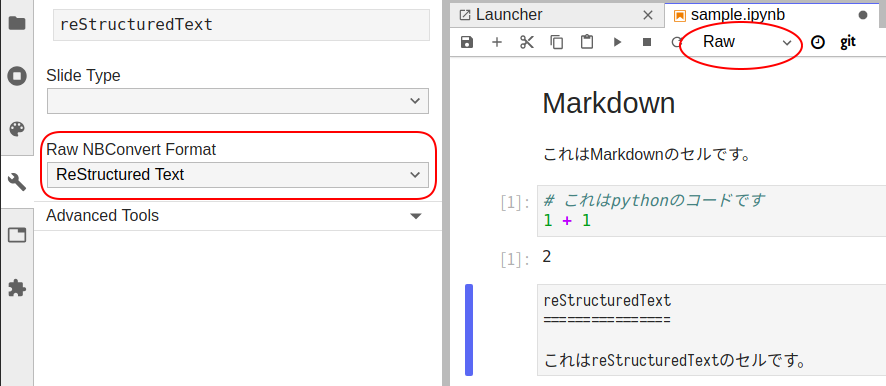 reStructuredText
Slide Type
Raw NBConvert Format
ReStructured Text
Advanced Tools
Launcher
sample.ipynb
Raw
git
Markdown
これはMarkdownのセルです。
[1]: # これはpythonのコードです
1 + 1
[1]: 2
reStructuredText
================
これはreStructuredTextのセルです。